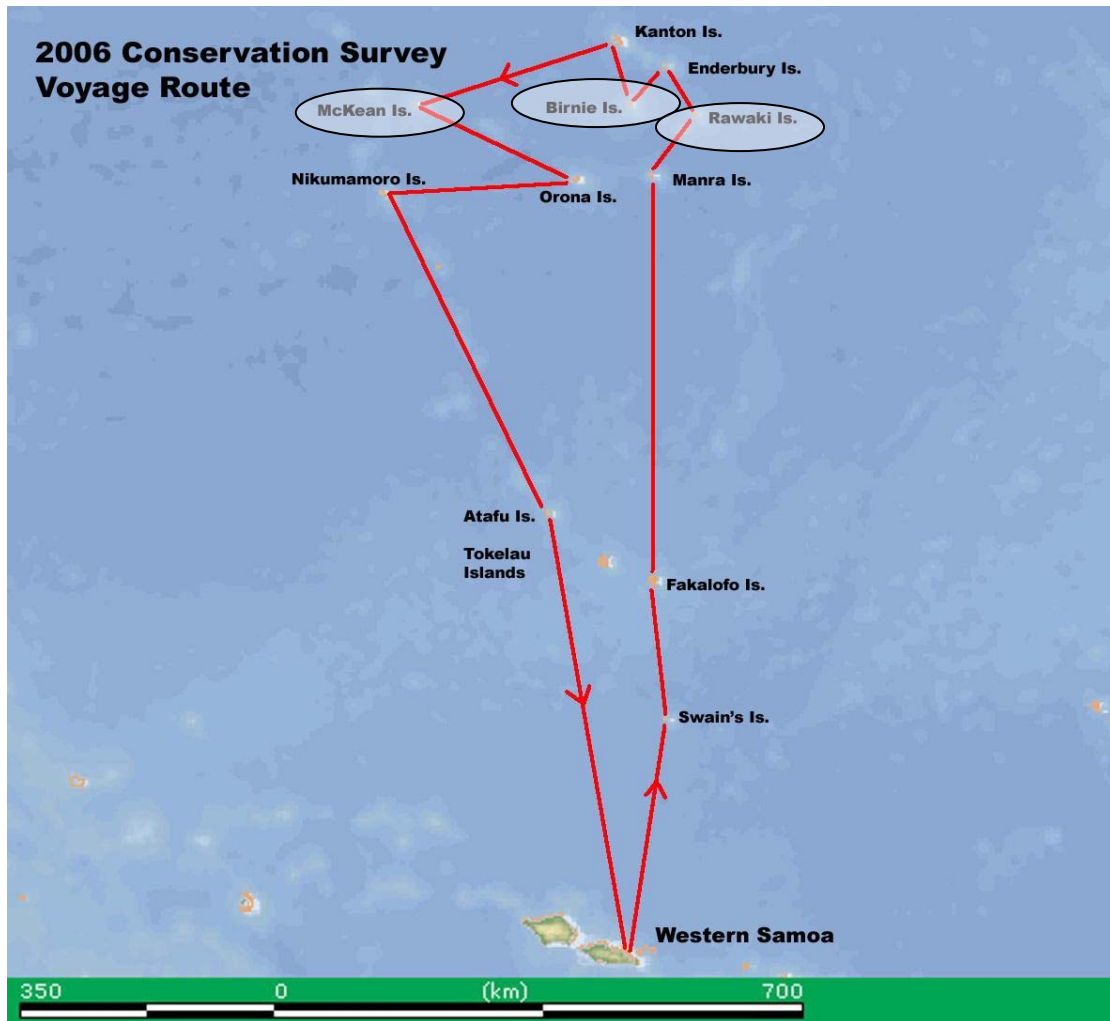 2006 Conservation Survey
Voyage Route
Kanton Is.
Enderbury Is.
McKean Is.
Birnie Is.
Rawaki Is.
Nikumamoro Is.
Orona Is.
Manra Is.
Atafu Is.
Tokelau
Islands
Fakalofo Is.
Swain's Is.
Western Samoa
350 0 (km) 700